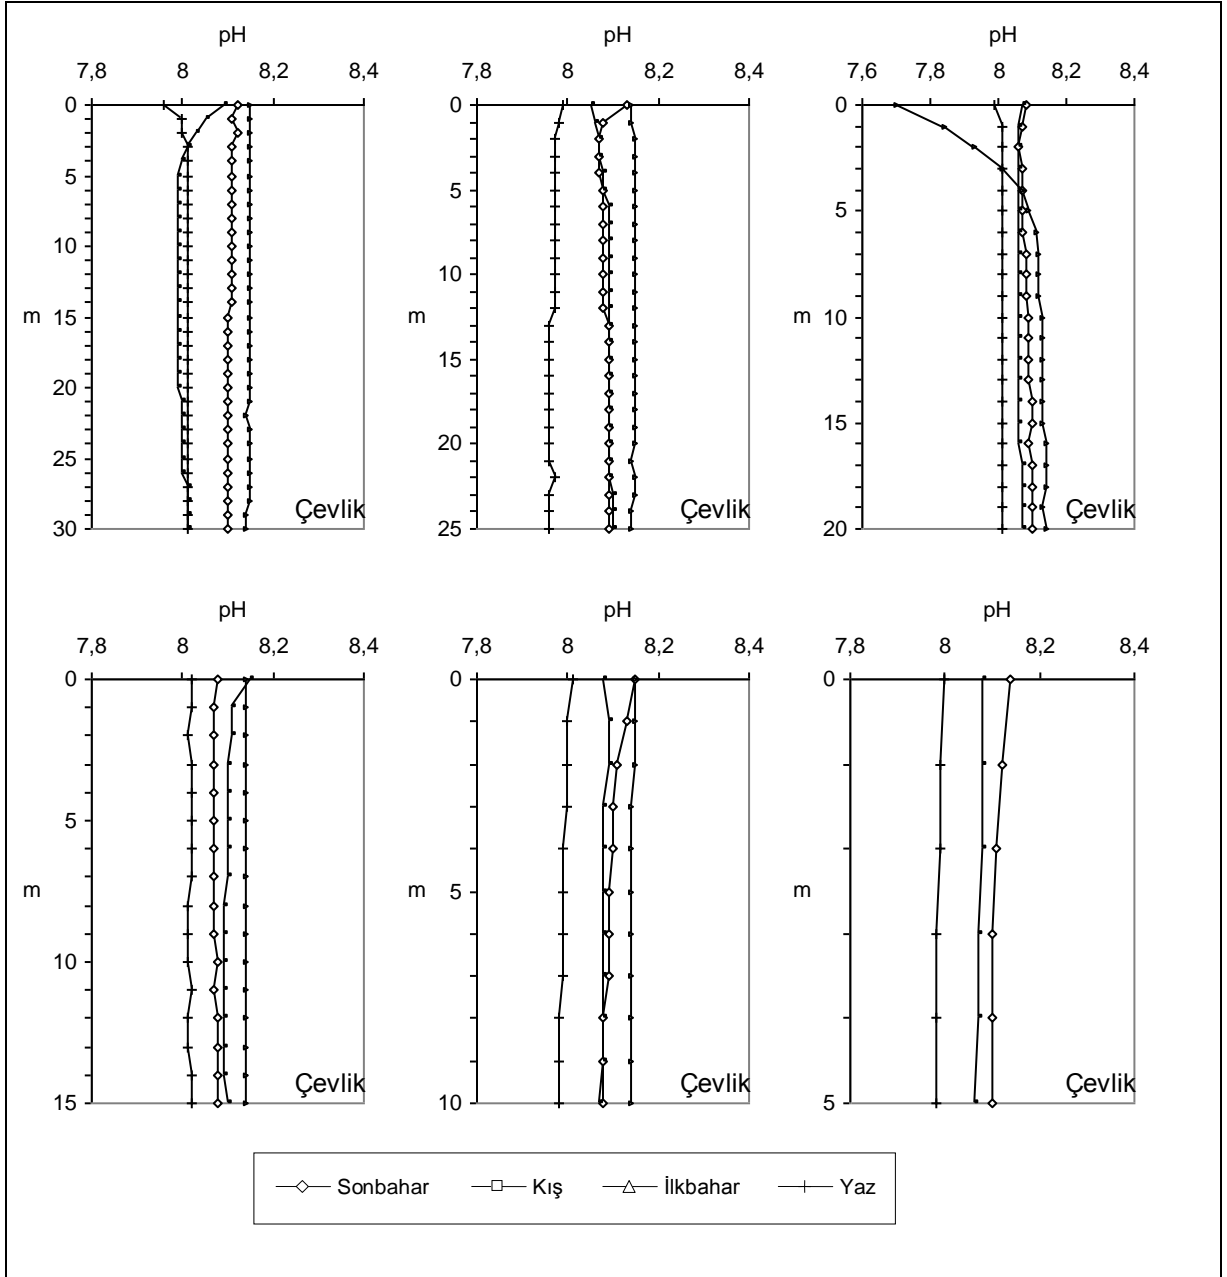 pH pH pH
7,8 8 8,2 8,4 7,8 8 8,2 8,4 7,6 7,8 8 8,2 8,4
0 0 0
5 5 5
10 10 10
m m m
15 15 15
20 20 20
25 25
30
Çevlik Çevlik Çevlik
pH pH pH
7,8 8 8,2 8,4 7,8 8 8,2 8,4 7,8 8 8,2 8,4
0 0 0
5 5 5
m m m
10 10
15
Çevlik Çevlik Çevlik
Sonbahar Kış İlkbahar Yaz